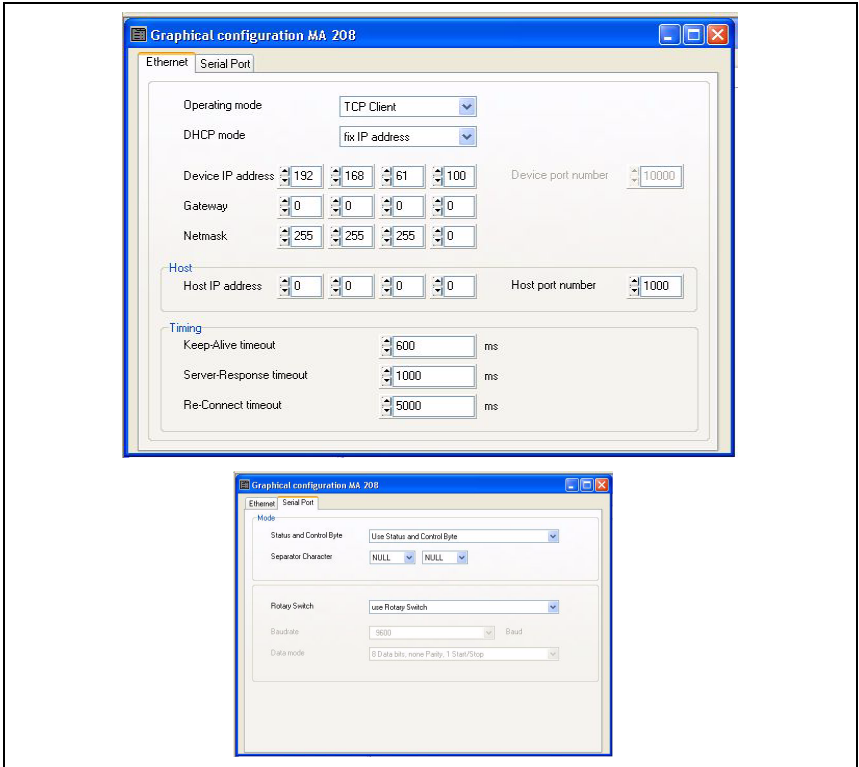 Graphical configuration MA 208
Ethernet Serial Port
Operating mode TCP Client
DHCP mode fix IP address
Device IP address 192 168 61 100 Device port number 10000
Gateway 0 0 0 0
Netmask 255 255 255 0
Host
Host IP address 0 0 0 0 Host port number 1000
Timing
Keep-Alive timeout 600 ms
Server-Response timeout 1000 ms
Re-Connect timeout 5000 ms
Graphical configuration MA 208
Ethernet Serial Port
Mode
Status and Control Byte Use Status and Control Byte
Separator Character NULL NULL
Rotary Switch use Rotary Switch
Baudrate 9600 Baud
Data mode 8 Data bits, none Parity, 1 Start/Stop